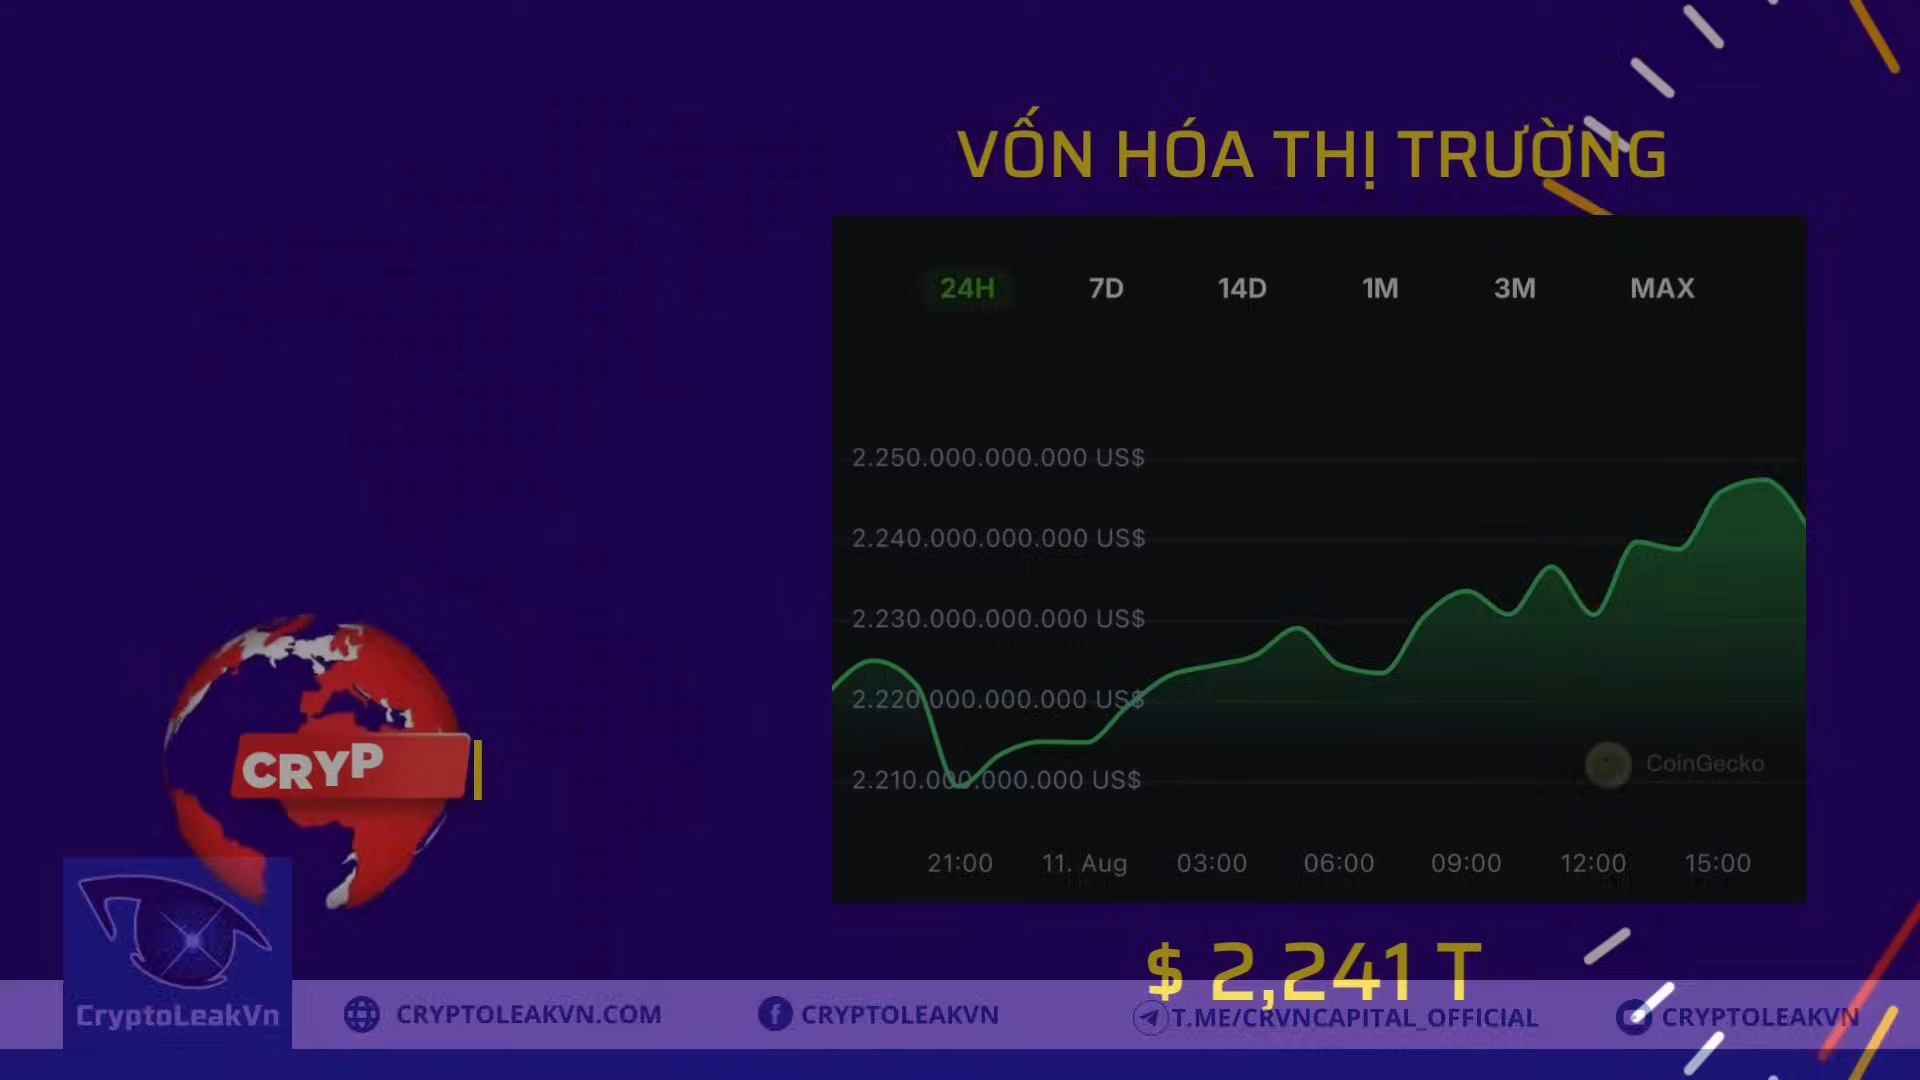 VỐN HÓA THỊ TRƯỜNG
24H 7D 14D 1M 3M MAX
2.250.000.000.000 US$
2.240.000.000.000 US$
2.230.000.000.000 US$
2.220.000.000.000 US$
2.210.000.000.000 US$
CoinGecko
21:00 11. Aug 03:00 06:00 09:00 12:00 15:00
CRYP
$ 2,241 T
CryptoLeakVn
CRYPTOLEAKVN.COM
CRYPTOLEAKVN
T.ME/CRVNCAPITAL_OFFICIAL
CRYPTOLEAKVN